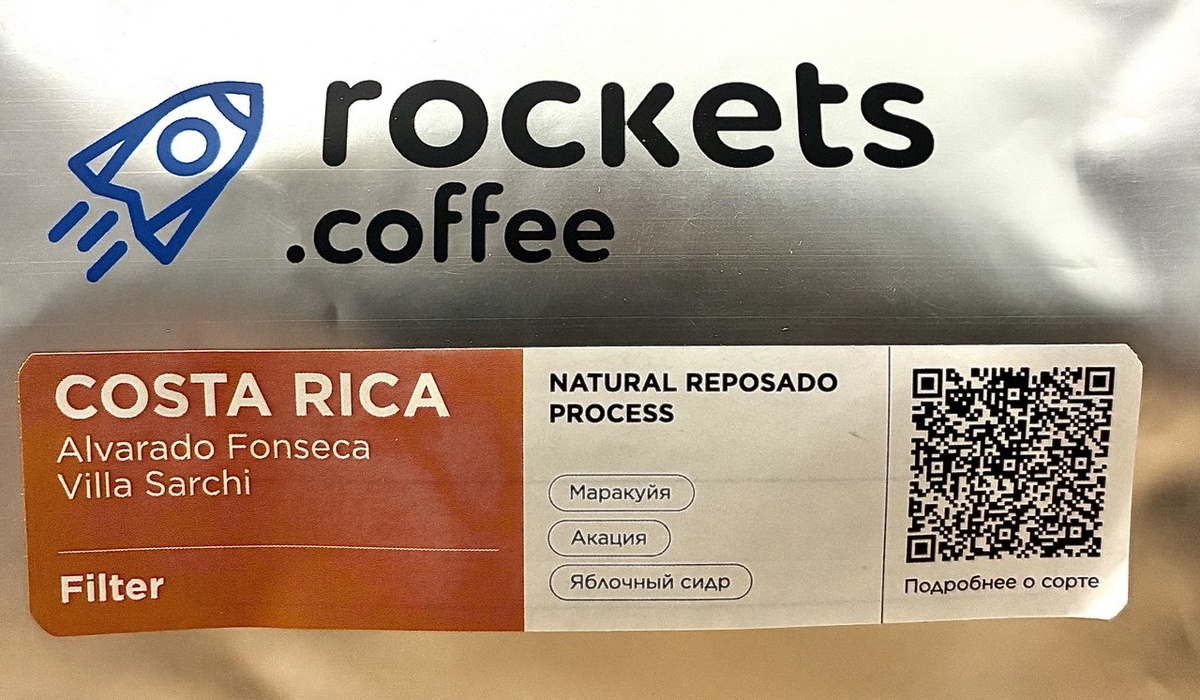 rockets
.coffee
COSTA RICA
Alvarado Fonseca
Villa Sarchi
Filter
NATURAL REPOSADO
PROCESS
Маракуйя
Акация
Яблочный сидр
Подробнее о сорте